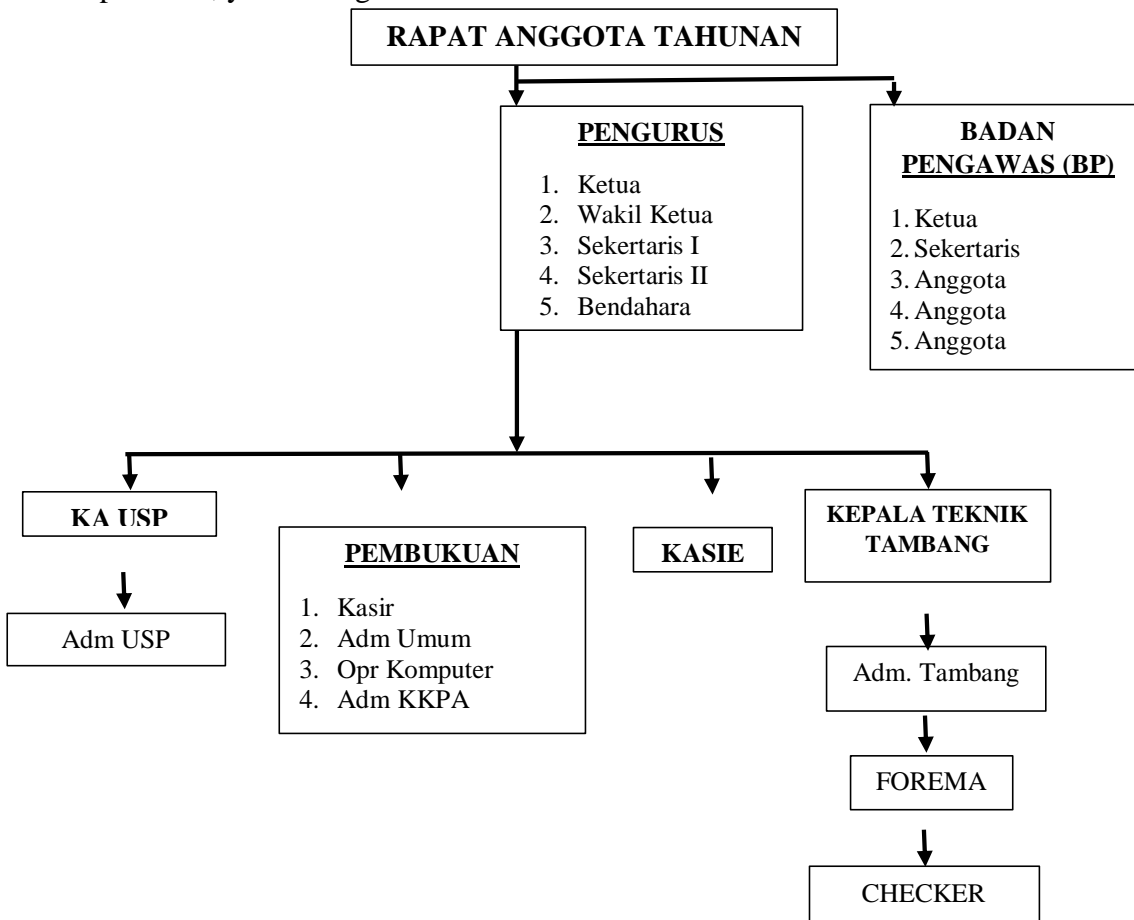 RAPAT ANGGOTA TAHUNAN
PENGURUS
1. Ketua
2. Wakil Ketua
3. Sekertaris I
4. Sekertaris II
5. Bendahara
BADAN
PENGAWAS (BP)
1. Ketua
2. Sekertaris
3. Anggota
4. Anggota
5. Anggota
KA USP
Adm USP
PEMBUKUAN
1. Kasir
2. Adm Umum
3. Opr Komputer
4. Adm KKPA
KASIE
KEPALA TEKNIK
TAMBANG
Adm. Tambang
FOREMA
CHECKER